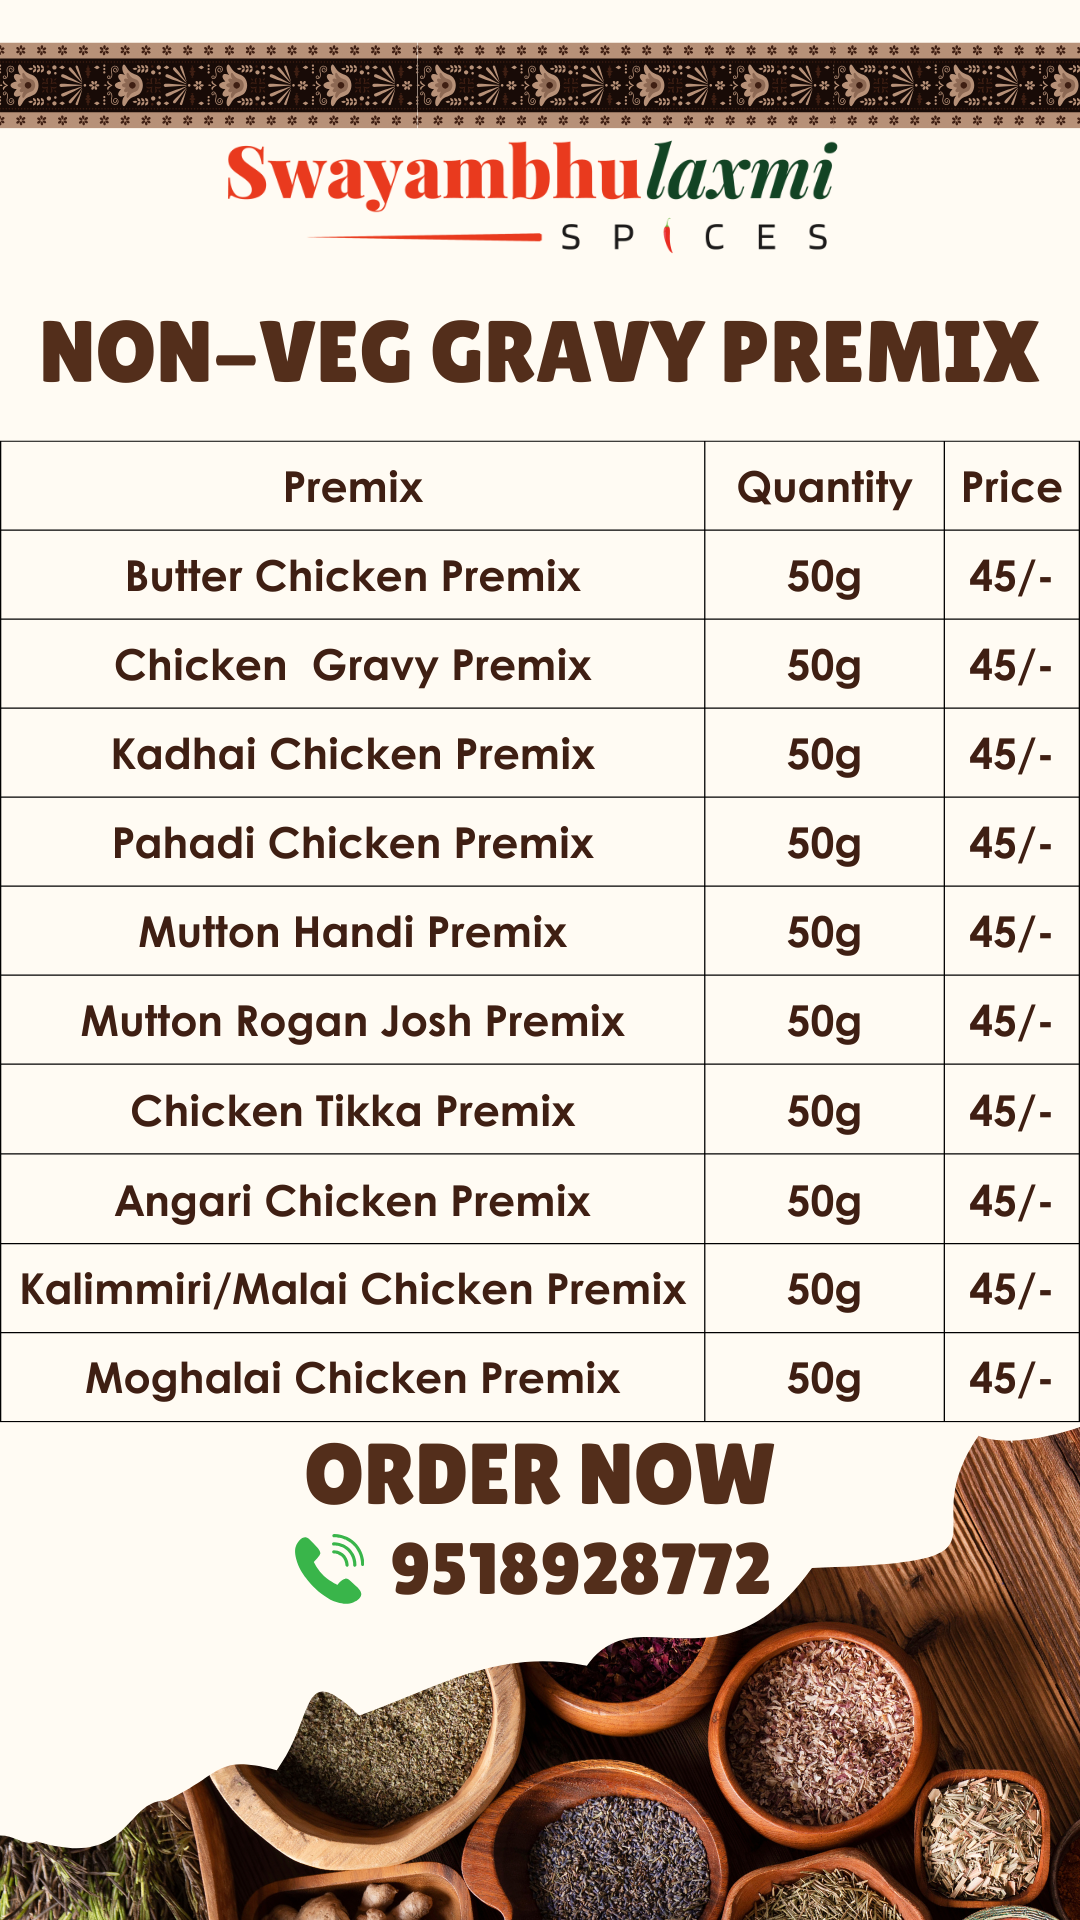 Swayambhulaxmi
SPICES
NON-VEG GRAVY PREMIX
Premix Quantity Price
Butter Chicken Premix 50g 45/-
Chicken  Gravy Premix 50g 45/-
Kadhai Chicken Premix 50g 45/-
Pahadi Chicken Premix 50g 45/-
Mutton Handi Premix 50g 45/-
Mutton Rogan Josh Premix 50g 45/-
Chicken Tikka Premix 50g 45/-
Angari Chicken Premix 50g 45/-
Kalimmiri/Malai Chicken Premix 50g 45/-
Moghalai Chicken Premix 50g 45/-
ORDER NOW
9518928772